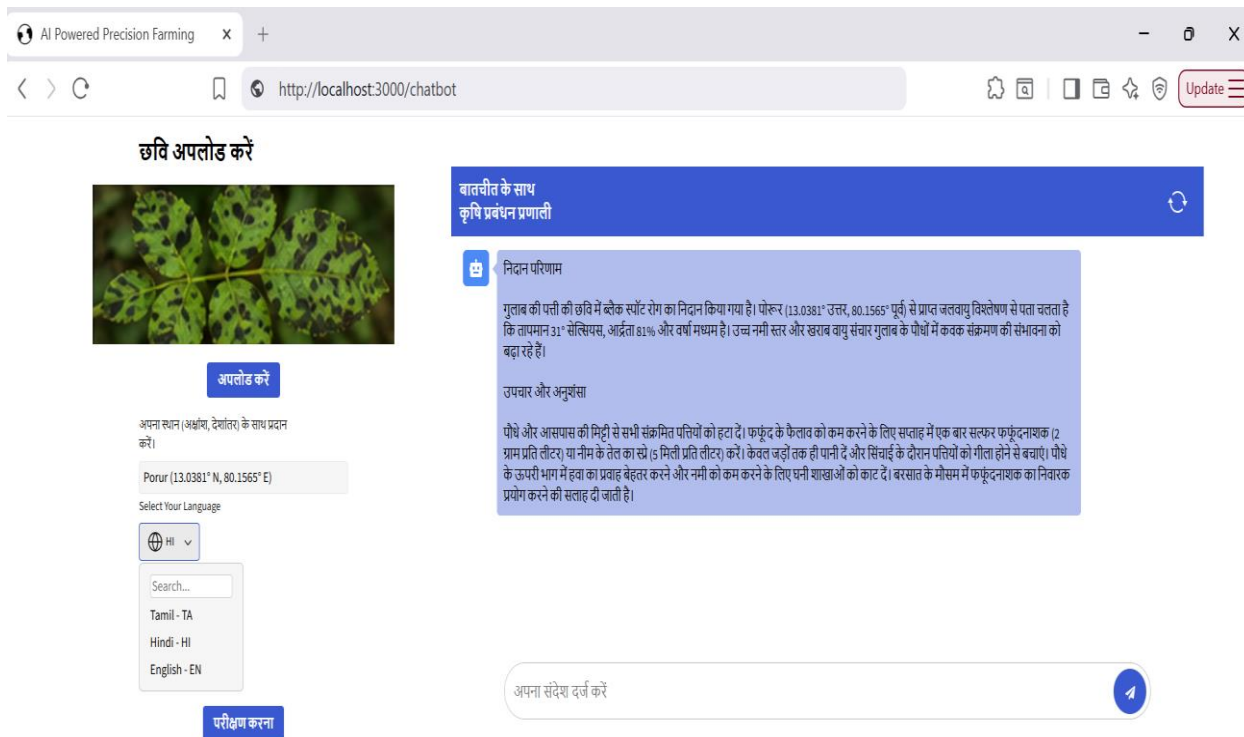 AI Powered Precision Farming
http://localhost:3000/chatbot
Update
छवि अपलोड करें
अपलोड करें
अपना स्थान (अक्षांश, देशांतर) के साथ प्रदान
करें।
Porur (13.0381° N, 80.1565° E)
Select Your Language
HI
Search...
Tamil - TA
Hindi - HI
English - EN
परीक्षण करना
बातचीत के साथ
कृषि प्रबंधन प्रणाली
निदान परिणाम
गुलाब की पत्ती की छवि में ब्लैक स्पॉट रोग का निदान किया गया है। पोरूर (13.0381° उत्तर, 80.1565° पूर्व) से प्राप्त जलवायु विश्लेषण से पता चलता है
कि तापमान 31° सेल्सियस, आर्द्रता 81% और वर्षा मध्यम है। उच्च नमी स्तर और खराब वायु संचार गुलाब के पौधों में कवक संक्रमण की संभावना को
बढ़ा रहे हैं।
उपचार और अनुशंसा
पौधे और आसपास की मिट्टी से सभी संक्रमित पत्तियों को हटा दें। फफूंद के फैलाव को कम करने के लिए सप्ताह में एक बार सल्फर फफूंदनाशक (2
ग्राम प्रति लीटर) या नीम के तेल का स्प्रे (5 मिली प्रति लीटर) करें। केवल जड़ों तक ही पानी दें और सिंचाई के दौरान पत्तियों को गीला होने से बचाएं। पौधे
के ऊपरी भाग में हवा का प्रवाह बेहतर करने और नमी को कम करने के लिए घनी शाखाओं को काट दें। बरसात के मौसम में फफूंदनाशक का निवारक
प्रयोग करने की सलाह दी जाती है।
अपना संदेश दर्ज करें